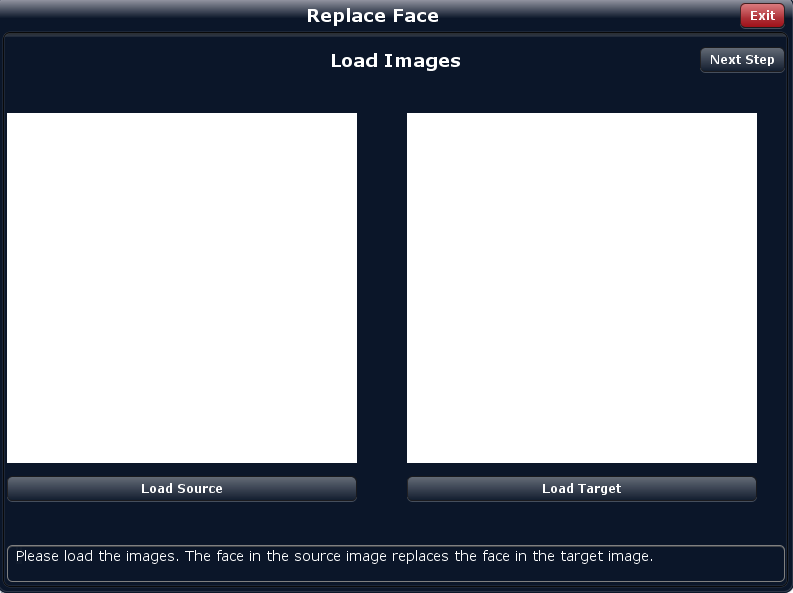 Replace Face
Exit
Load Images
Next Step
Load Source
Load Target
Please load the images. The face in the source image replaces the face in the target image.